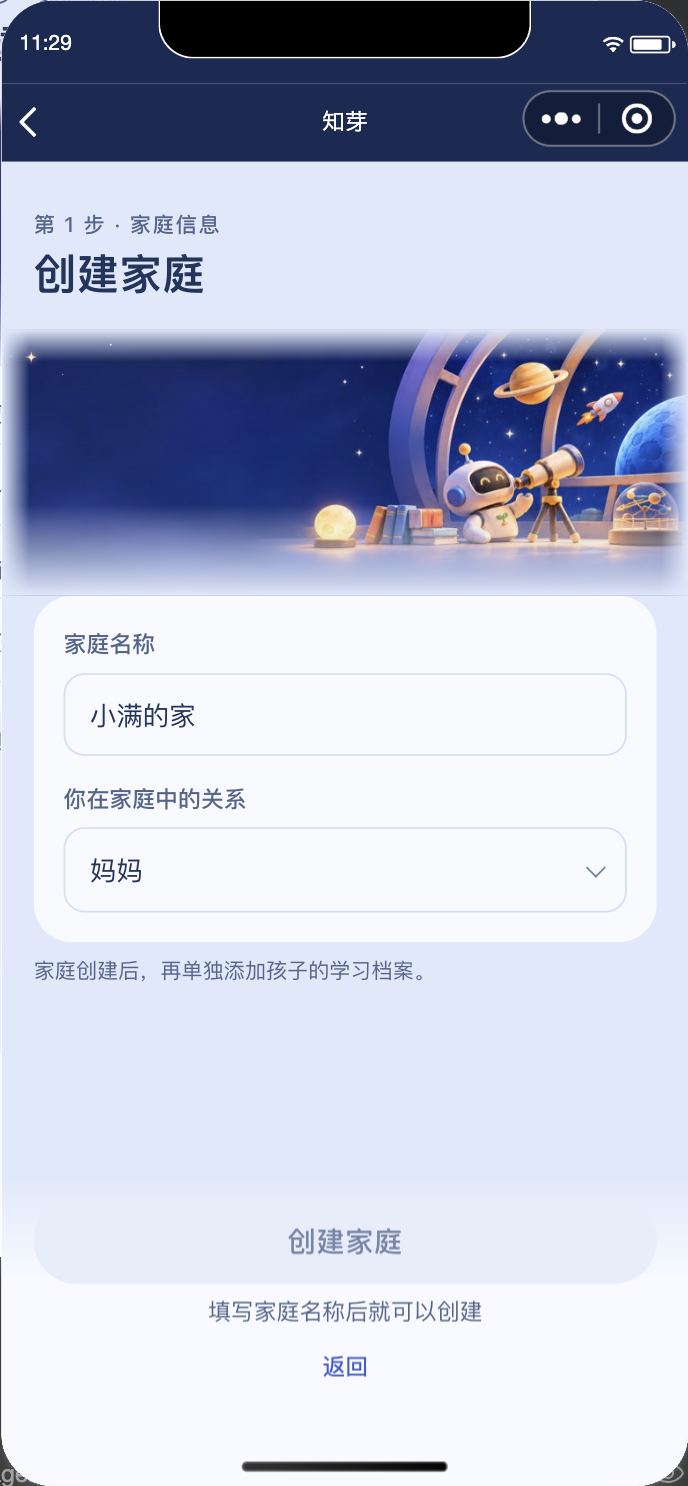 11:29
知芽
第 1 步 · 家庭信息
创建家庭
家庭名称
小满的家
你在家庭中的关系
妈妈
家庭创建后，再单独添加孩子的学习档案。
创建家庭
填写家庭名称后就可以创建
返回